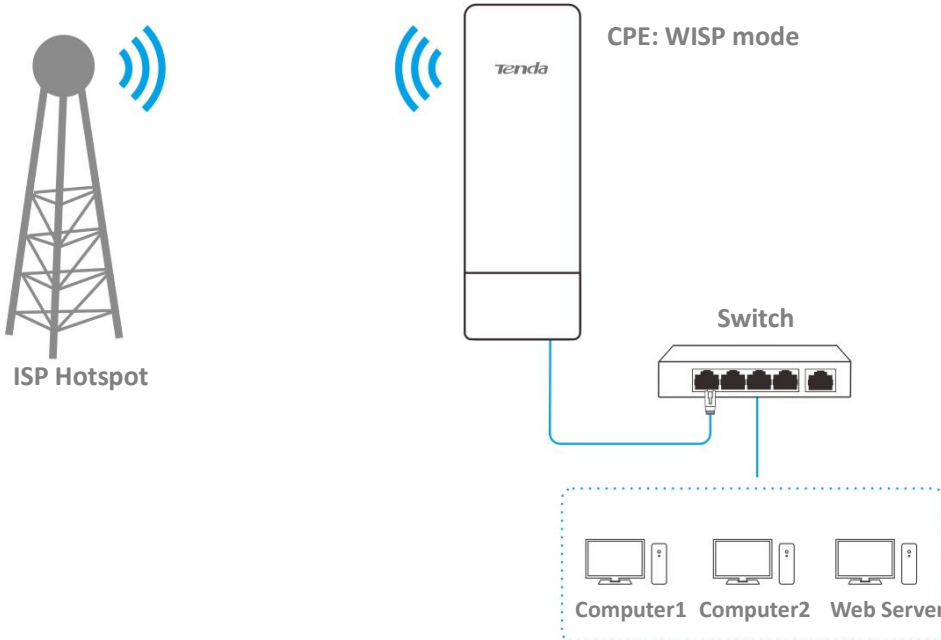 CPE: WISP mode
Tenda
Switch
ISP Hotspot
Computer1 Computer2 Web Server